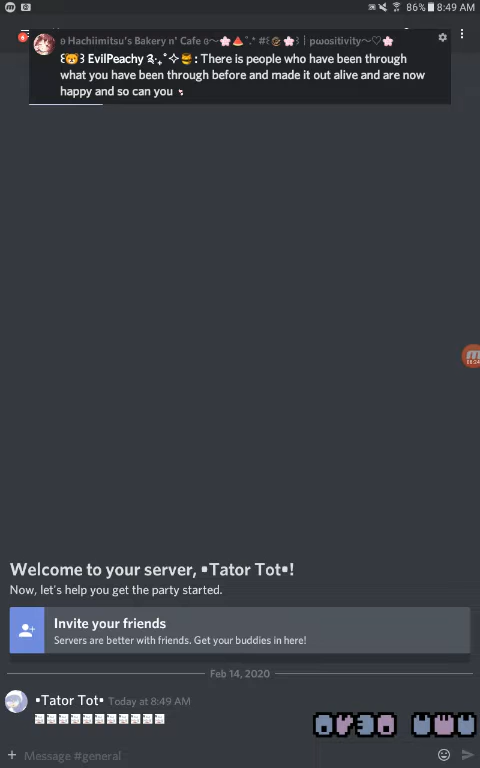 86% 8:49 AM
ʚ Hachiimitsu's Bakery n' Cafe ɞ～🌸🍰˚.* #꒰🥘🌸꒱｜pωositivity～♡🌸
꒰🐯꒱ EvilPeachy ༉‧₊˚✧🍯: There is people who have been through
what you have been through before and made it out alive and are now
happy and so can you
Welcome to your server, ▪Tator Tot▪!
Now, let's help you get the party started.
Invite your friends
Servers are better with friends. Get your buddies in here!
Feb 14, 2020
▪Tator Tot▪ Today at 8:49 AM
+ Message #general